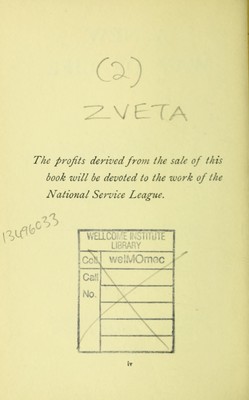 (2)
ZVETA
The profits derived from the sale of this
book will be devoted to the work of the
National Service League.
13496033
WELLCOME INSTITUTE
LIBRARY
Coll. welMOmec
Call
No.
iv